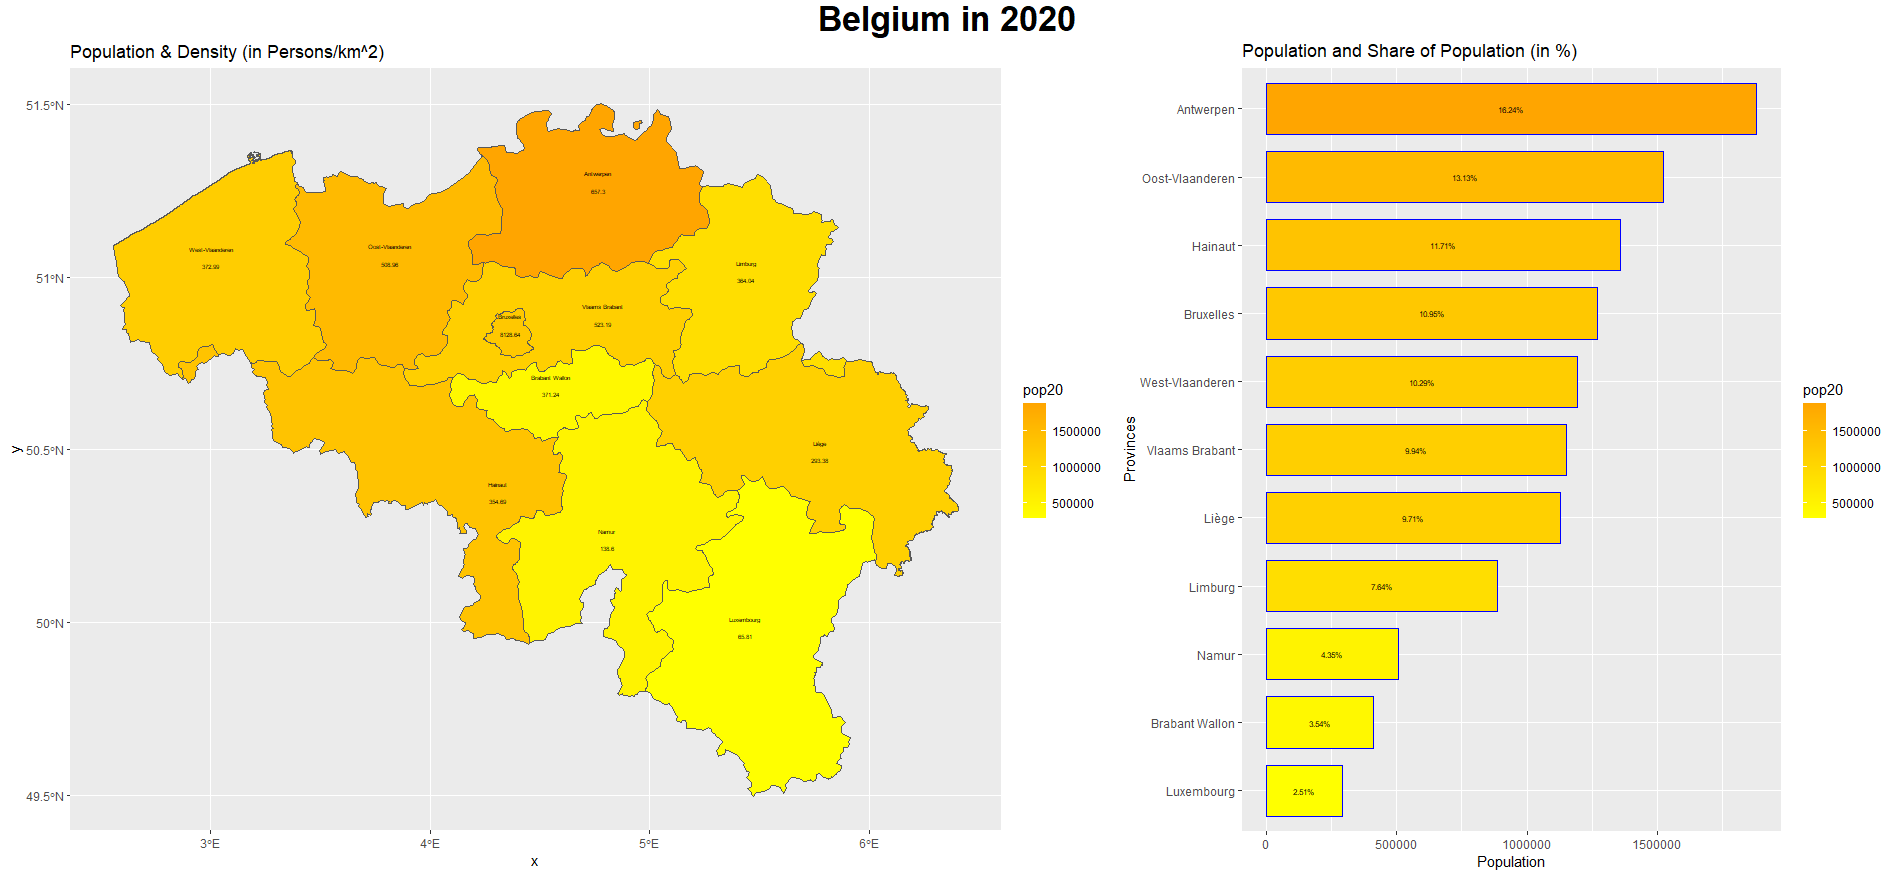 Belgium in 2020
Population & Density (in Persons/km^2)
51.5°N
51°N
50.5°N
50°N
49.5°N
y
3°E
4°E
5°E
6°E
x
Antwerpen
657.3
West-Vlaanderen
372.99
Oost-Vlaanderen
508.96
Limburg
364.04
Vlaams Brabant
523.19
Bruxelles
8128.64
Brabant Wallon
371.24
Liège
293.38
Hainaut
354.69
Namur
138.6
Luxembourg
65.81
pop20
1500000
1000000
500000
Population and Share of Population (in %)
Provinces
Antwerpen
16.24%
Oost-Vlaanderen
13.13%
Hainaut
11.71%
Bruxelles
10.95%
West-Vlaanderen
10.29%
Vlaams Brabant
9.94%
Liège
9.71%
Limburg
7.64%
Namur
4.35%
Brabant Wallon
3.54%
Luxembourg
2.51%
0
500000
1000000
1500000
Population
pop20
1500000
1000000
500000